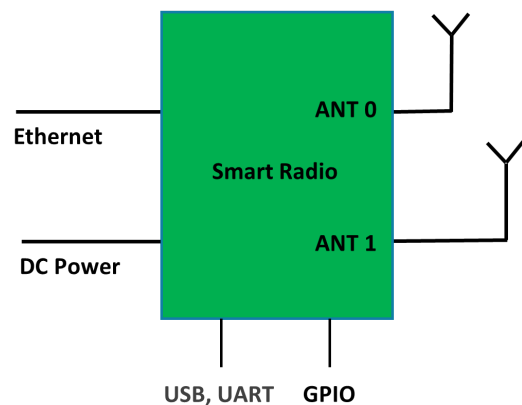 ANT 0
Ethernet
Smart Radio
ANT 1
DC Power
USB, UART
GPIO